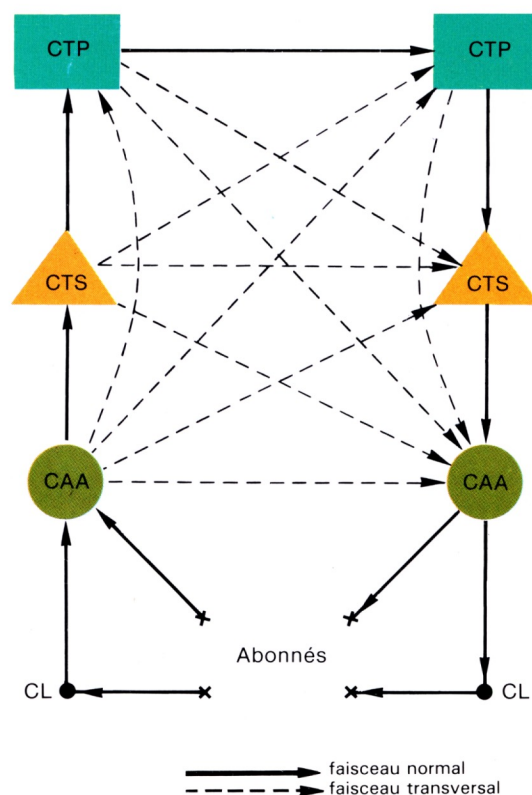 CTP CTP
CTS CTS
CAA CAA
Abonnés
CL CL
faisceau normal
faisceau transversal